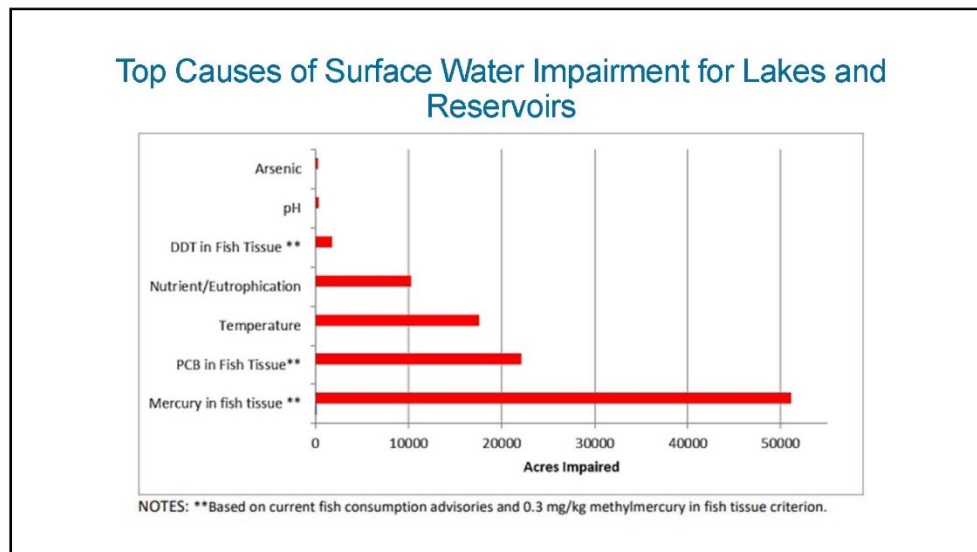 Top Causes of Surface Water Impairment for Lakes and
Reservoirs
Arsenic
pH
DDT in Fish Tissue **
Nutrient/Eutrophication
Temperature
PCB in Fish Tissue**
Mercury in fish tissue **
0 10000 20000 30000 40000 50000
Acres Impaired
NOTES: **Based on current fish consumption advisories and 0.3 mg/kg methylmercury in fish tissue criterion.